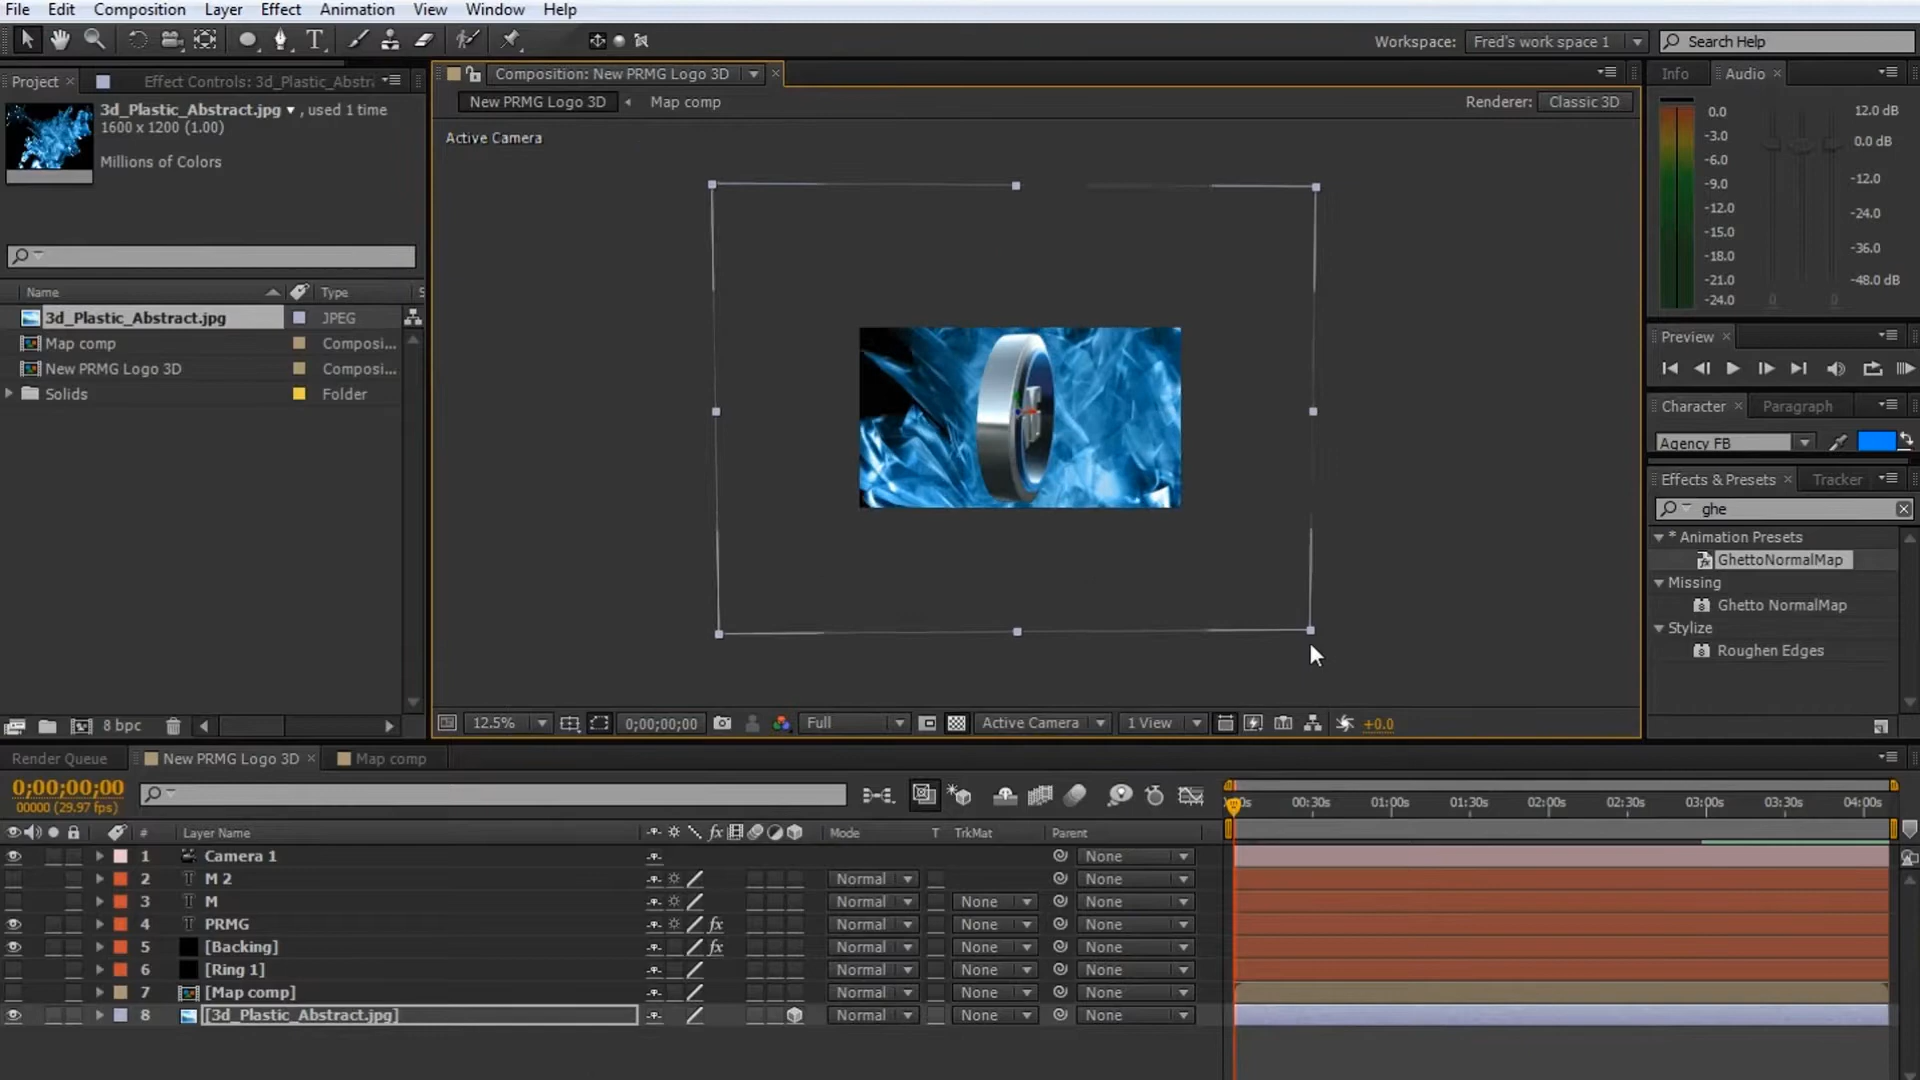 File Edit Composition Layer Effect Animation View Window Help
Workspace: Fred's work space 1 Search Help
Project Effect Controls: 3d_Plastic_Abstr
3d_Plastic_Abstract.jpg , used 1 time
1600 x 1200 (1.00)
Millions of Colors
Name Type
3d_Plastic_Abstract.jpg JPEG
Map comp Composi...
New PRMG Logo 3D Composi...
Solids Folder
8 bpc
Composition: New PRMG Logo 3D
New PRMG Logo 3D Map comp Renderer: Classic 3D
Active Camera
12.5% 0;00;00;00 Full Active Camera 1 View +0.0
Info Audio
0.0 12.0 dB
-3.0 0.0 dB
-6.0
-9.0 -12.0
-12.0 -24.0
-15.0
-18.0 -36.0
-21.0 -48.0 dB
-24.0 0 0
Preview
Character Paragraph
Agency FB
Effects & Presets Tracker
ghe
* Animation Presets
GhettoNormalMap
Missing
Ghetto NormalMap
Stylize
Roughen Edges
Render Queue New PRMG Logo 3D Map comp
0;00;00;00
00000 (29.97 fps)
00:30s 01:00s 01:30s 02:00s 02:30s 03:00s 03:30s 04:00s
# Layer Name fx Mode T TrkMat Parent
1 Camera 1 None
2 T M 2 Normal None
3 T M Normal None None
4 T PRMG fx Normal None None
5 [Backing] fx Normal None None
6 [Ring 1] Normal None None
7 [Map comp] Normal None None
8 [3d_Plastic_Abstract.jpg] Normal None None